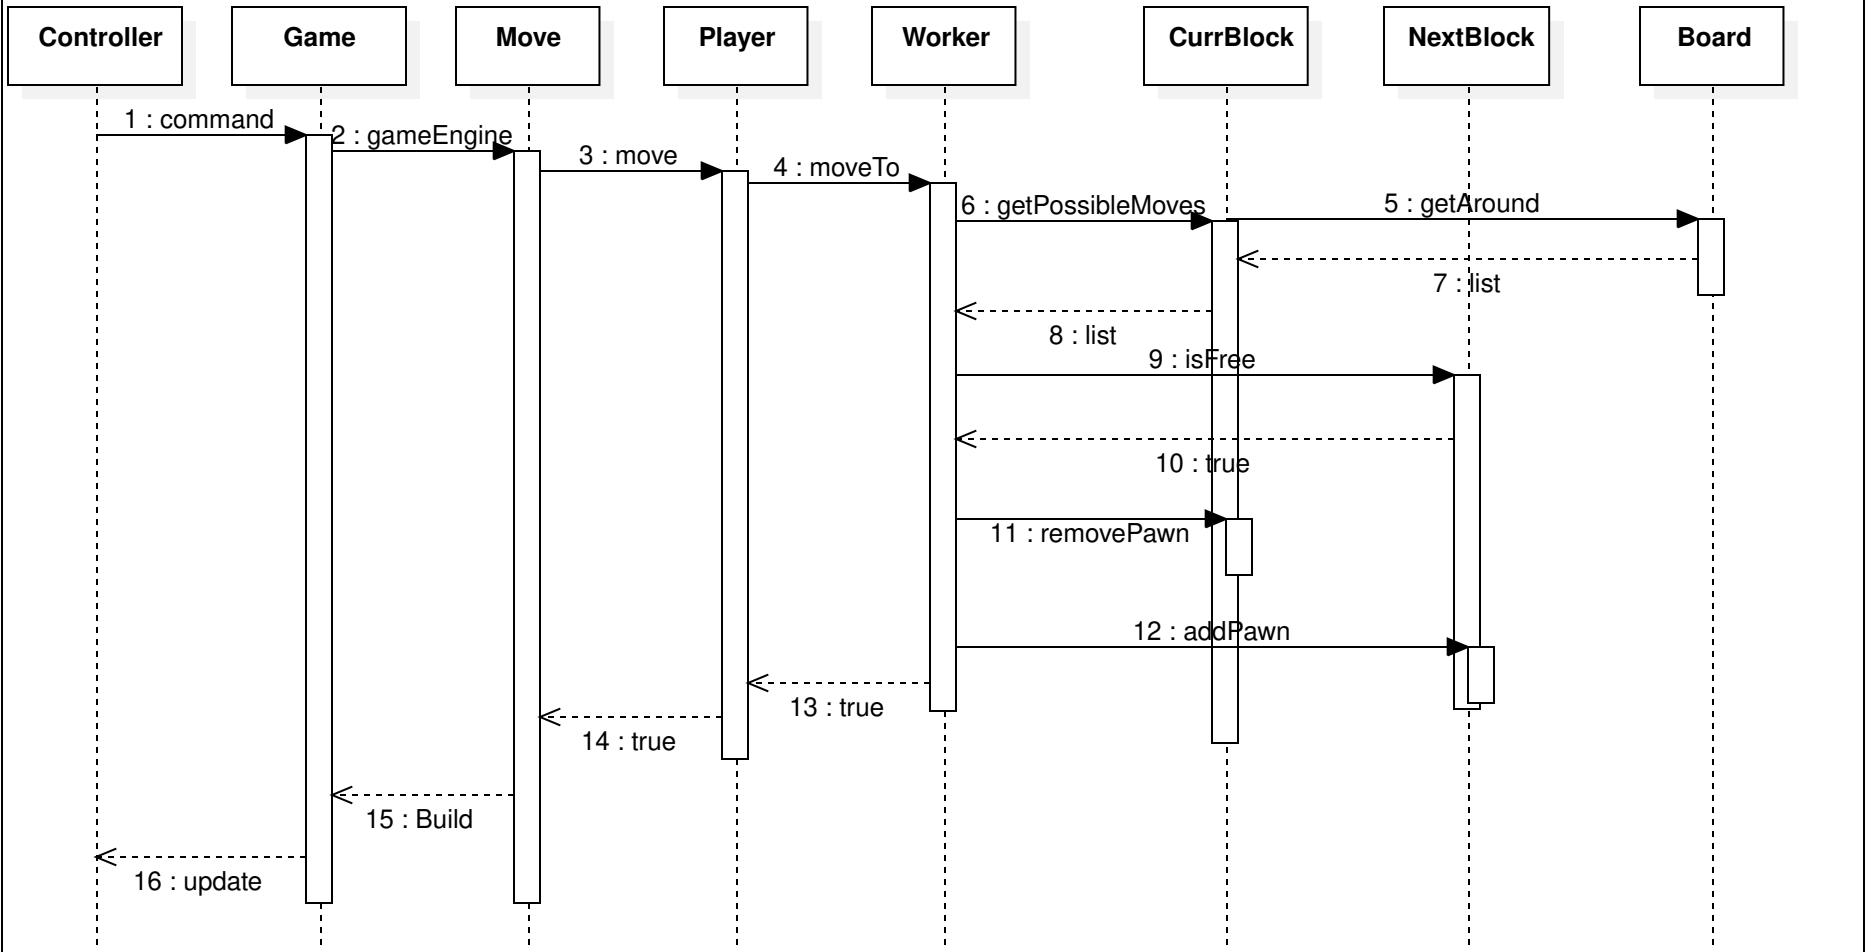 Controller
Game
Move
Player
Worker
CurrBlock
NextBlock
Board
1 : command
2 : gameEngine
3 : move
4 : moveTo
6 : getPossibleMoves
5 : getAround
7 : list
8 : list
9 : isFree
10 : true
11 : removePawn
12 : addPawn
13 : true
14 : true
15 : Build
16 : update